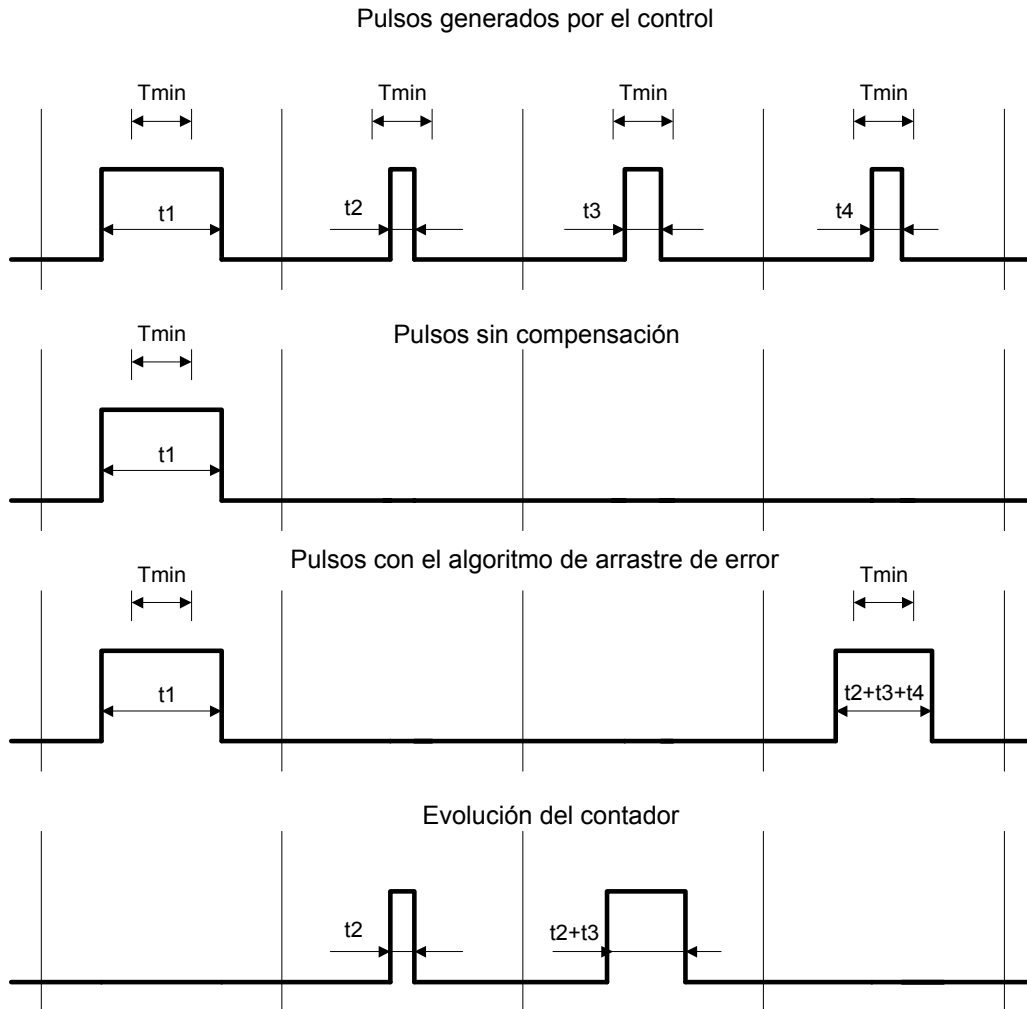 Pulsos generados por el control
Tmin Tmin Tmin Tmin
t1 t2 t3 t4
Pulsos sin compensación
Tmin
t1
Pulsos con el algoritmo de arrastre de error
Tmin Tmin
t1 t2+t3+t4
Evolución del contador
t2 t2+t3